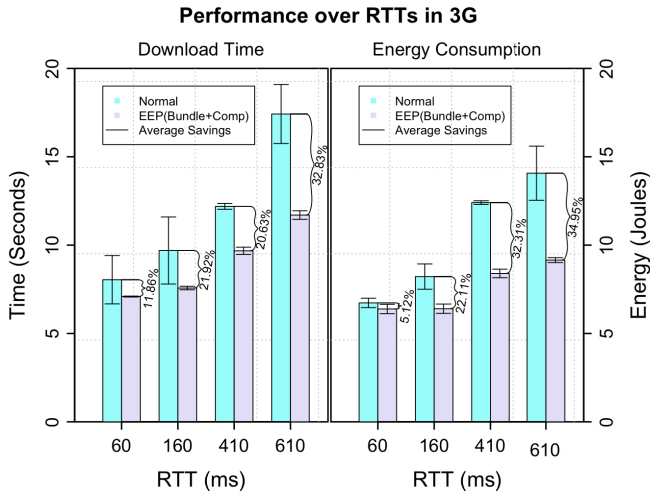 Performance over RTTs in 3G
Download Time
Energy Consumption
Normal
EEP(Bundle+Comp)
Average Savings
Normal
EEP(Bundle+Comp)
Average Savings
Time (Seconds)
0
5
10
15
20
11.86%
21.92%
20.63%
32.83%
5.12%
22.11%
32.31%
34.95%
0
5
10
15
20
Energy (Joules)
60
160
410
610
60
160
410
610
RTT (ms)
RTT (ms)